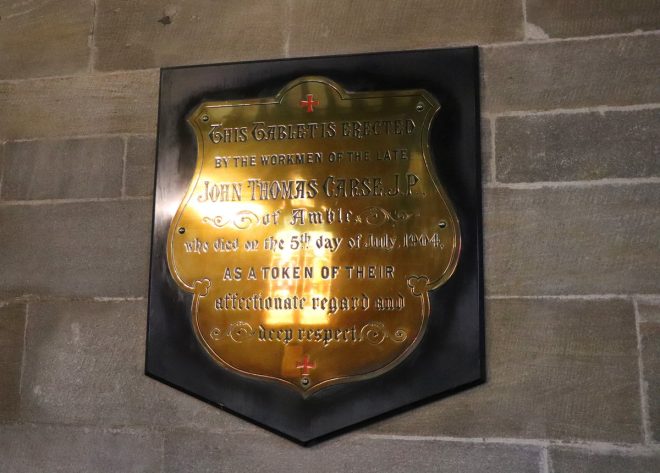 THIS TABLET IS ERECTED
BY THE WORKMEN OF THE LATE
JOHN THOMAS CARSE, J.P.
of Amble,
who died on the 5th day of July, 1904,
AS A TOKEN OF THEIR
affectionate regard and
deep respect.